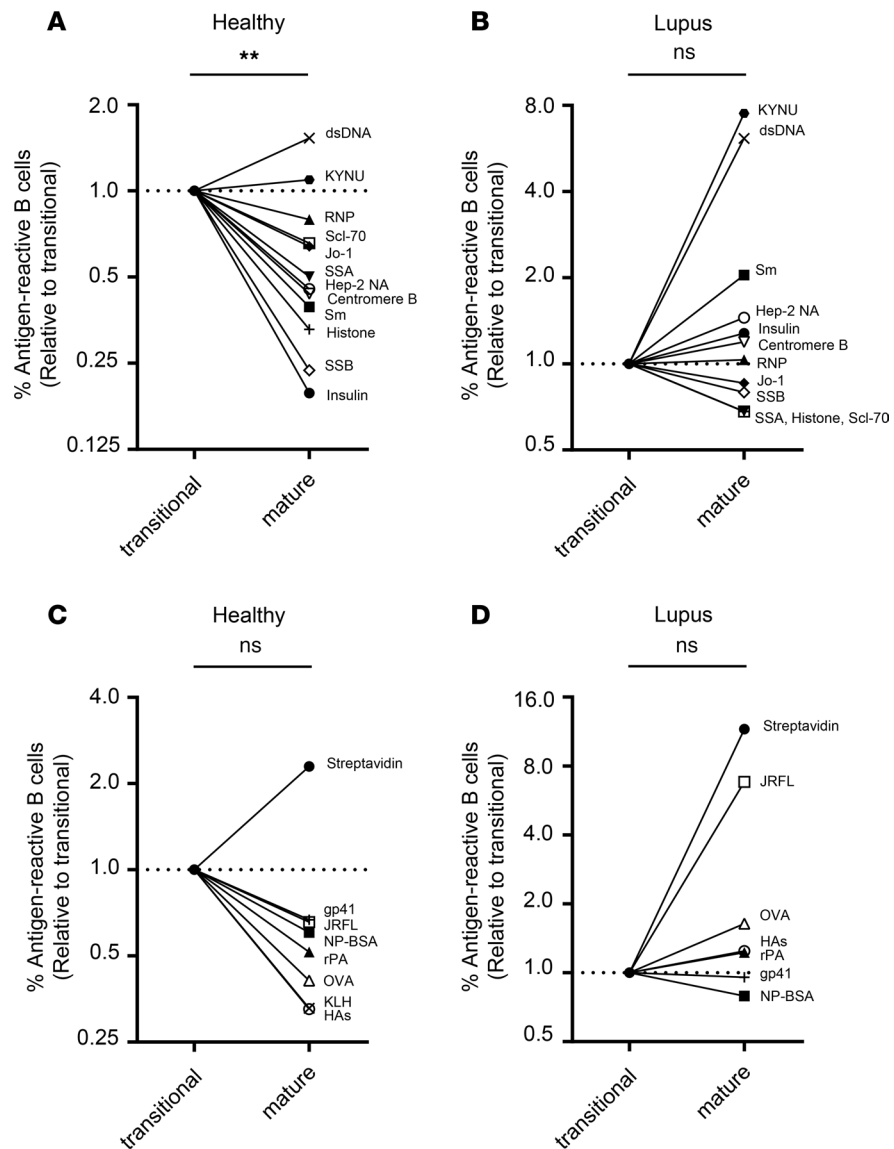 A
Healthy
**
% Antigen-reactive B cells
(Relative to transitional)
2.0
1.0
0.5
0.25
0.125
dsDNA
KYNU
RNP
Scl-70
Jo-1
SSA
Hep-2 NA
Centromere B
Sm
Histone
SSB
Insulin
transitional
mature
B
Lupus
ns
% Antigen-reactive B cells
(Relative to transitional)
8.0
4.0
2.0
1.0
0.5
KYNU
dsDNA
Sm
Hep-2 NA
Insulin
Centromere B
RNP
Jo-1
SSB
SSA, Histone, Scl-70
transitional
mature
C
Healthy
ns
% Antigen-reactive B cells
(Relative to transitional)
4.0
2.0
1.0
0.5
0.25
Streptavidin
gp41
JRFL
NP-BSA
rPA
OVA
KLH
HAs
transitional
mature
D
Lupus
ns
% Antigen-reactive B cells
(Relative to transitional)
16.0
8.0
4.0
2.0
1.0
0.5
Streptavidin
JRFL
OVA
HAs
rPA
gp41
NP-BSA
transitional
mature